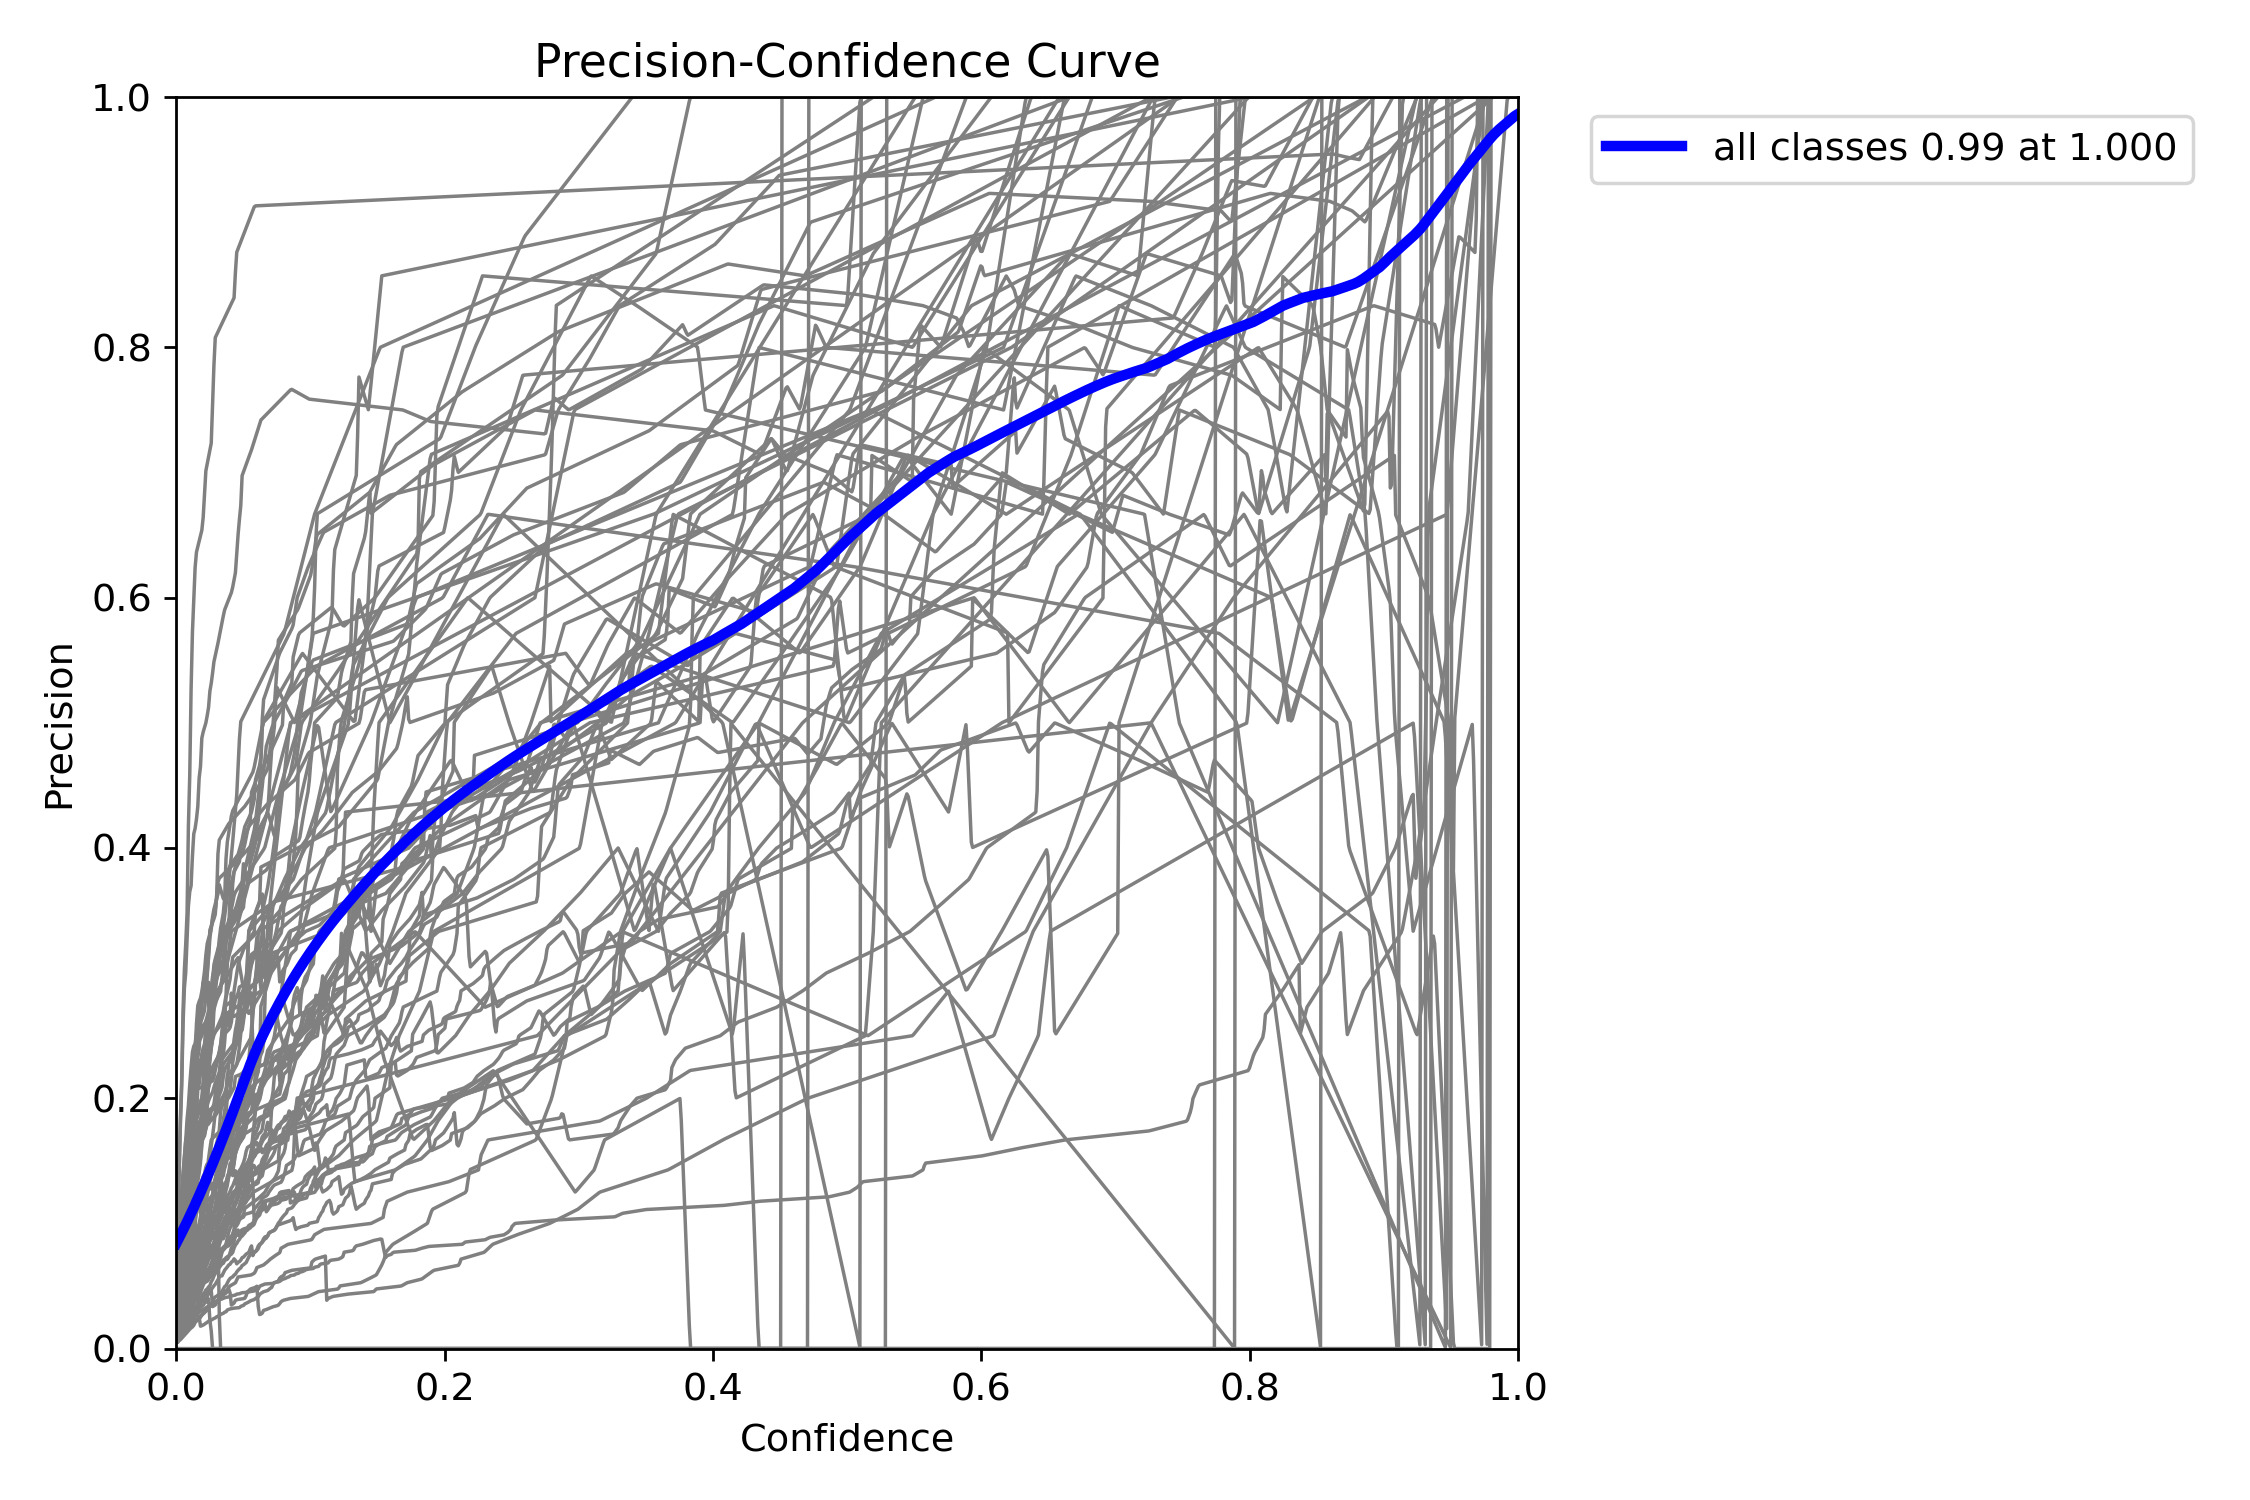 Precision-Confidence Curve
all classes 0.99 at 1.000
1.0
0.8
0.6
0.4
0.2
0.0
Precision
0.0 0.2 0.4 0.6 0.8 1.0
Confidence